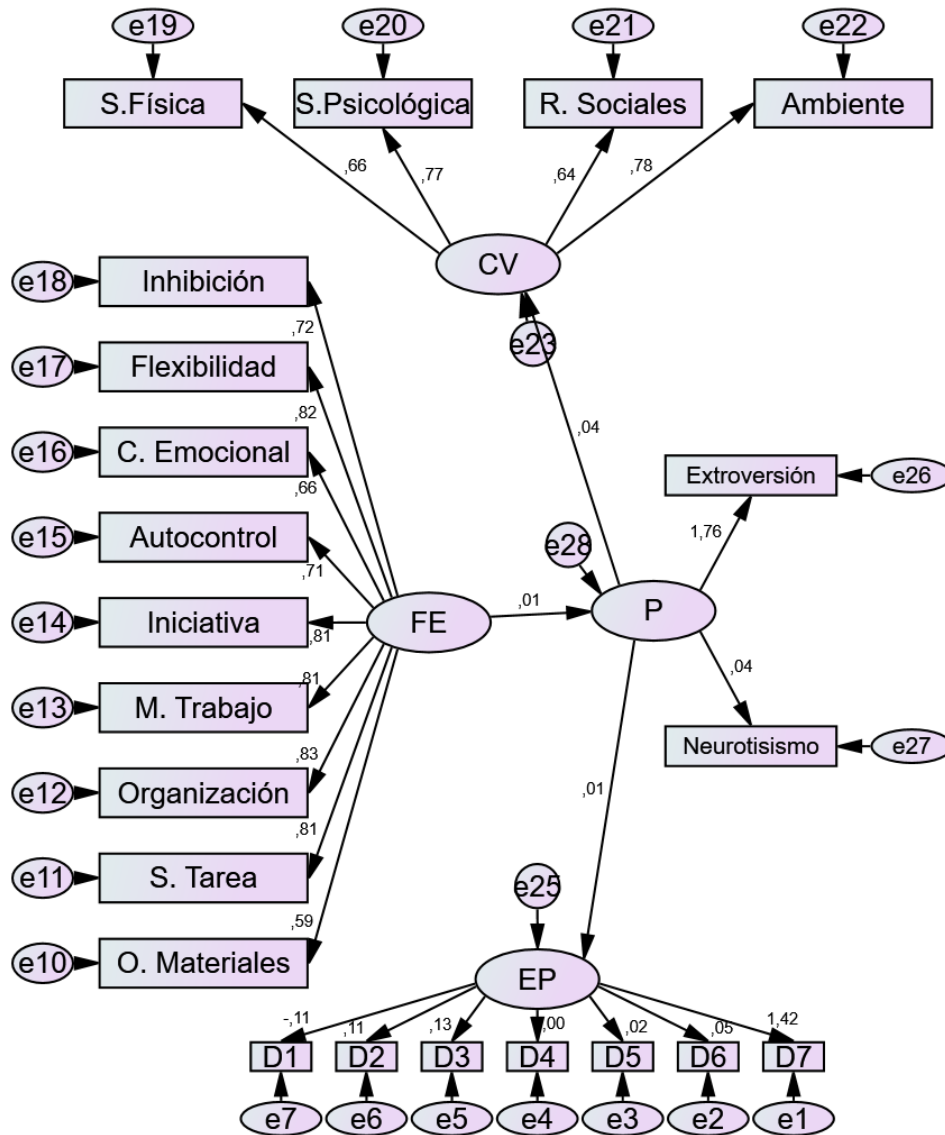 e19 e20 e21 e22
S.Física S.Psicológica R. Sociales Ambiente
,66 ,77 ,64 ,78
CV
e18 Inhibición
e23
,72
e17 Flexibilidad
,82
,04
e16 C. Emocional
Extroversión e26
,66
1,76
e15 Autocontrol
e28
,71
,01
e14 Iniciativa FE P
,81
,04
,81
e13 M. Trabajo
Neurotisismo e27
,83
e12 Organización
,01
,81
e11 S. Tarea
e25
,59
e10 O. Materiales
EP
-,11 ,11 ,13 ,00 ,02 ,05 1,42
D1 D2 D3 D4 D5 D6 D7
e7 e6 e5 e4 e3 e2 e1